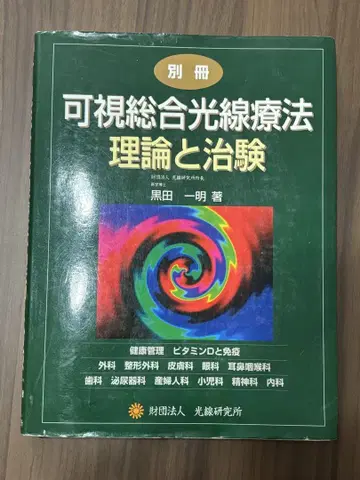 別冊
可視総合光線療法
理論と治験
財団法人 光線研究所所長
医学博士
黒田 一明 著
健康管理 ビタミンDと免疫
外科 整形外科 皮膚科 眼科 耳鼻咽喉科
歯科 泌尿器科 産婦人科 小児科 精神科 内科
財団法人 光線研究所